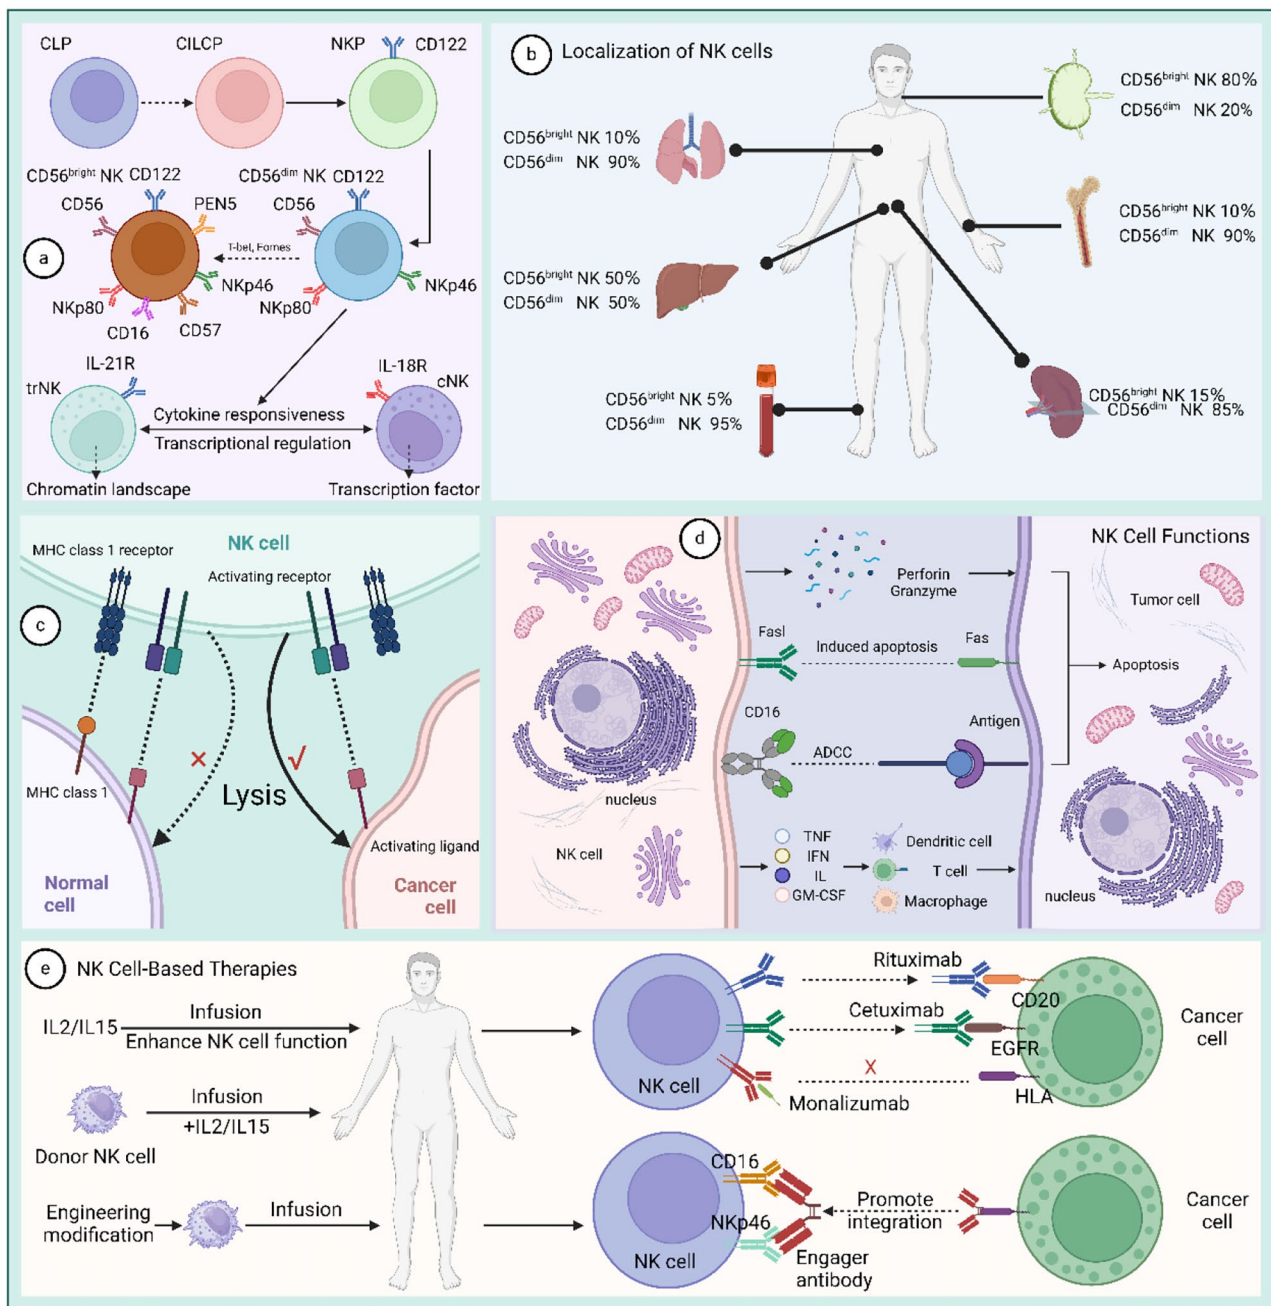 a
CLP
CILCP
NKP
CD122
CD56bright NK
CD122
CD56
PEN5
NKp46
NKp80
CD16
CD57
T-bet, Fomes
CD56dim NK
CD122
CD56
NKp46
NKp80
IL-21R
trNK
IL-18R
cNK
Cytokine responsiveness
Transcriptional regulation
Chromatin landscape
Transcription factor
b
Localization of NK cells
CD56bright NK 10%
CD56dim NK 90%
CD56bright NK 50%
CD56dim NK 50%
CD56bright NK 5%
CD56dim NK 95%
CD56bright NK 80%
CD56dim NK 20%
CD56bright NK 10%
CD56dim NK 90%
CD56bright NK 15%
CD56dim NK 85%
c
MHC class 1 receptor
NK cell
Activating receptor
×
√
Lysis
MHC class 1
Activating ligand
Normal
cell
Cancer
cell
d
NK Cell Functions
Perforin
Granzyme
Tumor cell
Fasl
Induced apoptosis
Fas
Apoptosis
CD16
ADCC
Antigen
nucleus
NK cell
TNF
IFN
IL
GM-CSF
Dendritic cell
T cell
Macrophage
nucleus
e
NK Cell-Based Therapies
IL2/IL15
Infusion
Enhance NK cell function
Donor NK cell
Infusion
+IL2/IL15
Engineering
modification
Infusion
NK cell
Rituximab
CD20
Cetuximab
EGFR
X
Monalizumab
HLA
Cancer
cell
NK cell
CD16
NKp46
Engager
antibody
Promote
integration
Cancer
cell